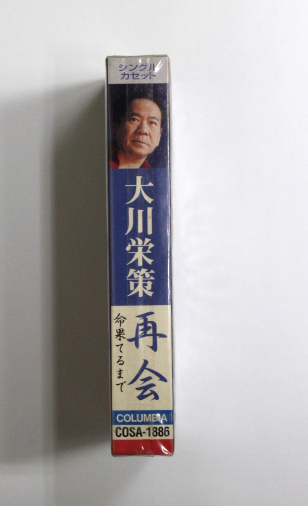 シングル
カセット
大川栄策
再会
命果てるまで
COLUMBIA
COSA-1886